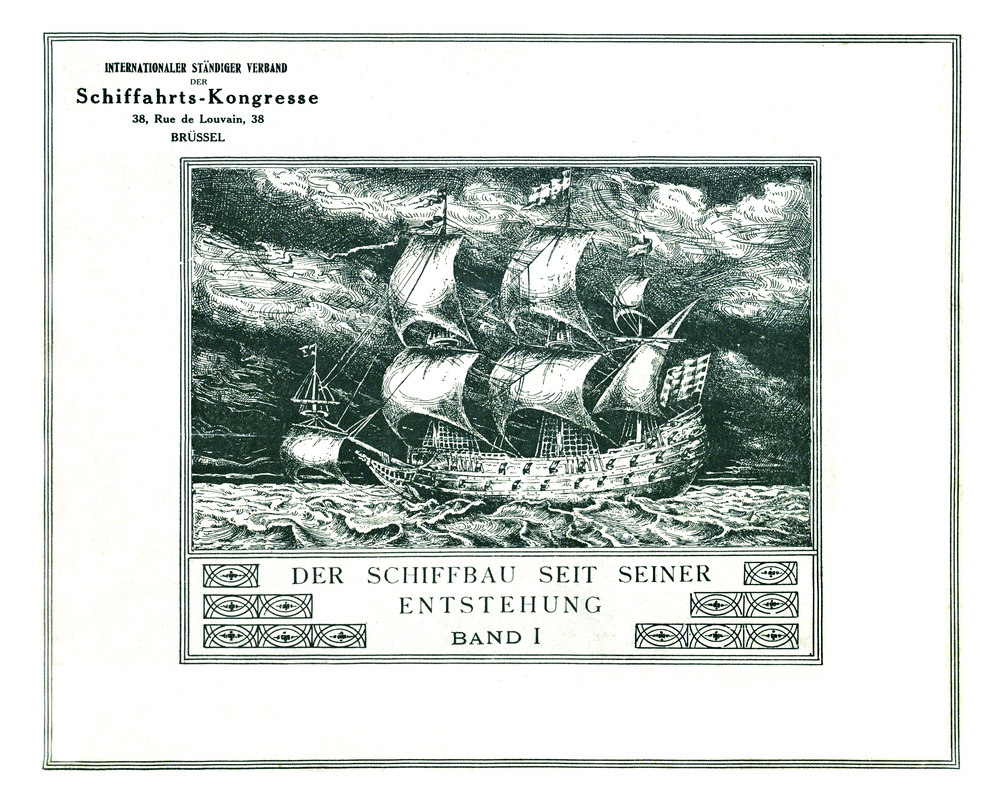 INTERNATIONALER STÄNDIGER VERBAND
DER
Schiffahrts-Kongresse
38, Rue de Louvain, 38
BRÜSSEL
DER SCHIFFBAU SEIT SEINER
ENTSTEHUNG
BAND I